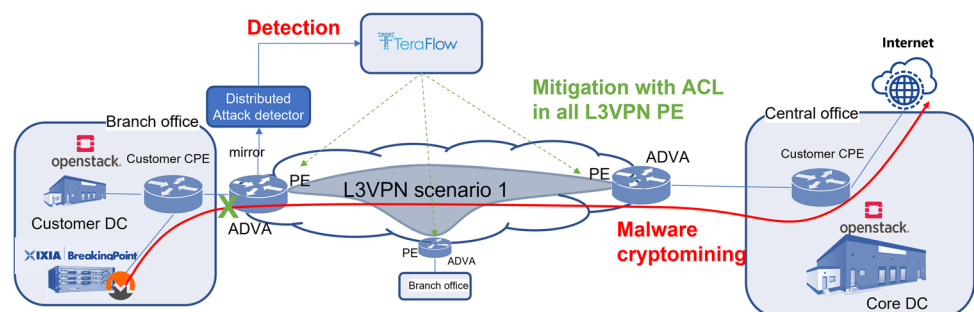 Detection
TeraFlow
Internet
Distributed
Attack detector
Mitigation with ACL
in all L3VPN PE
Branch office
openstack.
Customer CPE
mirror
Customer DC
PE
ADVA
L3VPN scenario 1
PE
ADVA
Central office
Customer CPE
openstack.
Core DC
IXIA BreakingPoint
PE
ADVA
Branch office
Malware
cryptomining